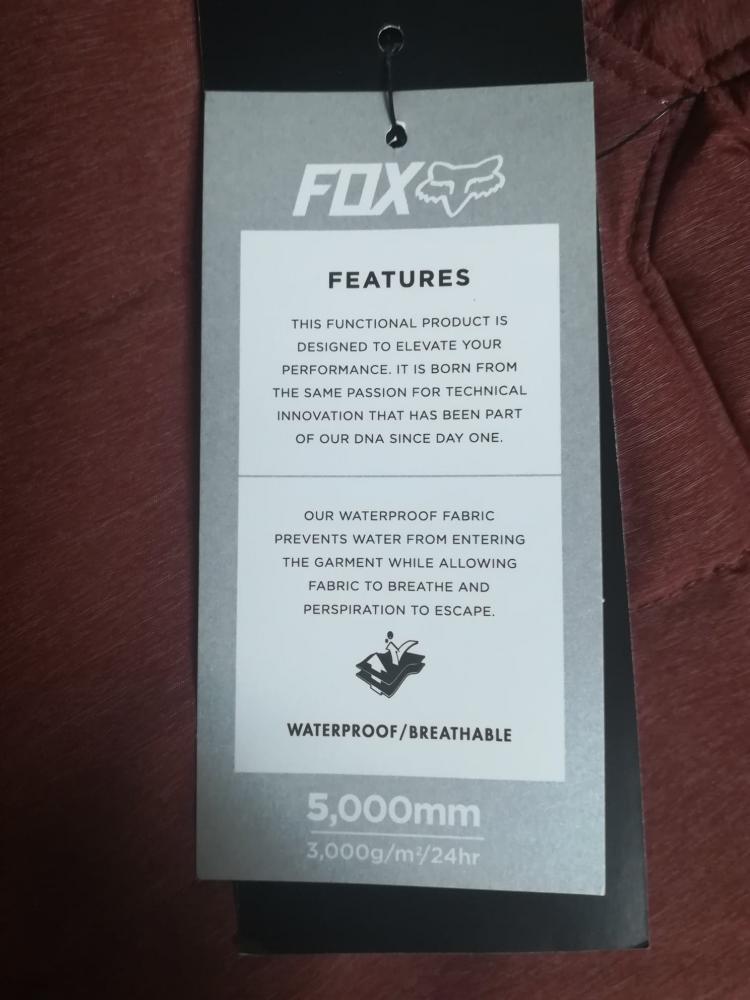 FOX
FEATURES
THIS FUNCTIONAL PRODUCT IS
DESIGNED TO ELEVATE YOUR
PERFORMANCE. IT IS BORN FROM
THE SAME PASSION FOR TECHNICAL
INNOVATION THAT HAS BEEN PART
OF OUR DNA SINCE DAY ONE.
OUR WATERPROOF FABRIC
PREVENTS WATER FROM ENTERING
THE GARMENT WHILE ALLOWING
FABRIC TO BREATHE AND
PERSPIRATION TO ESCAPE.
WATERPROOF/BREATHABLE
5,000mm
3,000g/m²/24hr